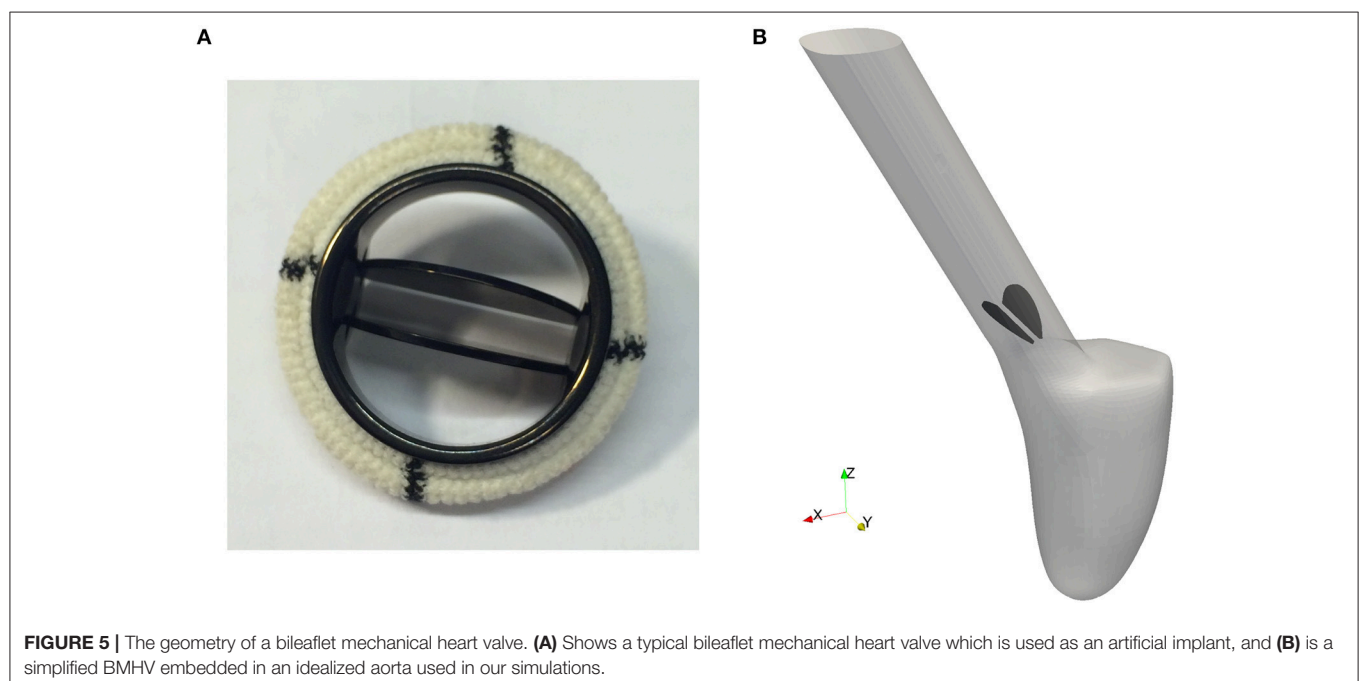 A
B
Z
X
Y
FIGURE 5 | The geometry of a bileaflet mechanical heart valve. (A) Shows a typical bileaflet mechanical heart valve which is used as an artificial implant, and (B) is a
simplified BMHV embedded in an idealized aorta used in our simulations.